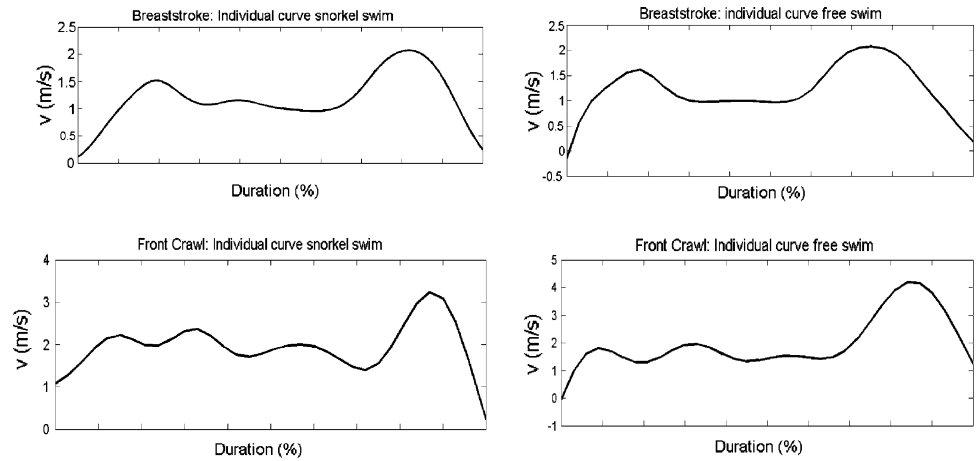 Breaststroke: Individual curve snorkel swim
2.5
2
1.5
1
0.5
0
v (m/s)
Duration (%)
Breaststroke: individual curve free swim
2.5
2
1.5
1
0.5
0
-0.5
v (m/s)
Duration (%)
Front Crawl: Individual curve snorkel swim
4
3
2
1
0
v (m/s)
Duration (%)
Front Crawl: Individual curve free swim
5
4
3
2
1
0
-1
v (m/s)
Duration (%)